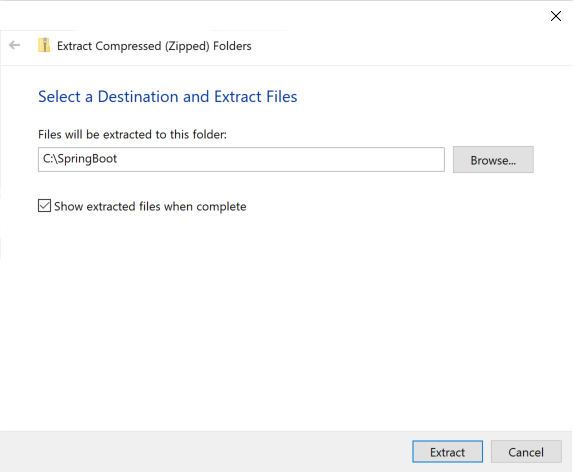 Extract Compressed (Zipped) Folders
Select a Destination and Extract Files
Files will be extracted to this folder:
C:\SpringBoot
Browse...
Show extracted files when complete
Extract
Cancel